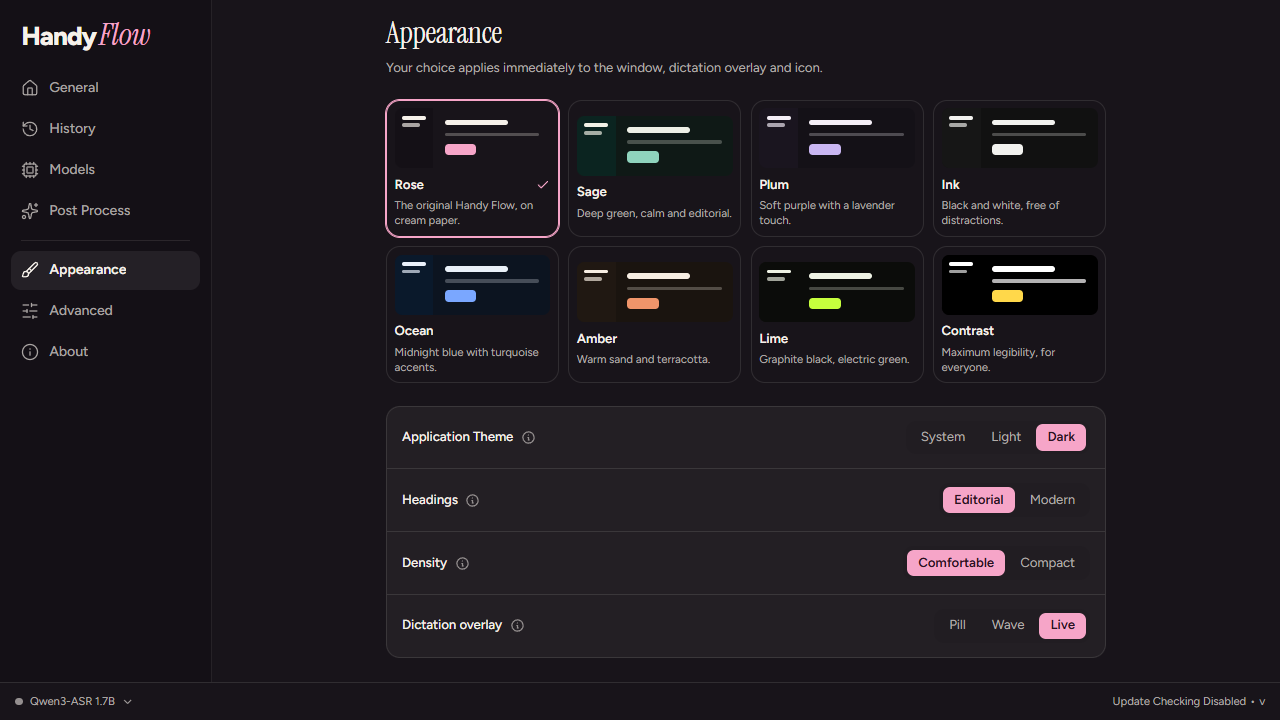 Handy Flow
General
History
Models
Post Process
Appearance
Advanced
About
Appearance
Your choice applies immediately to the window, dictation overlay and icon.
Rose
The original Handy Flow, on
cream paper.
Sage
Deep green, calm and editorial.
Plum
Soft purple with a lavender
touch.
Ink
Black and white, free of
distractions.
Ocean
Midnight blue with turquoise
accents.
Amber
Warm sand and terracotta.
Lime
Graphite black, electric green.
Contrast
Maximum legibility, for
everyone.
Application Theme
System Light Dark
Headings
Editorial Modern
Density
Comfortable Compact
Dictation overlay
Pill Wave Live
Qwen3-ASR 1.7B
Update Checking Disabled • v